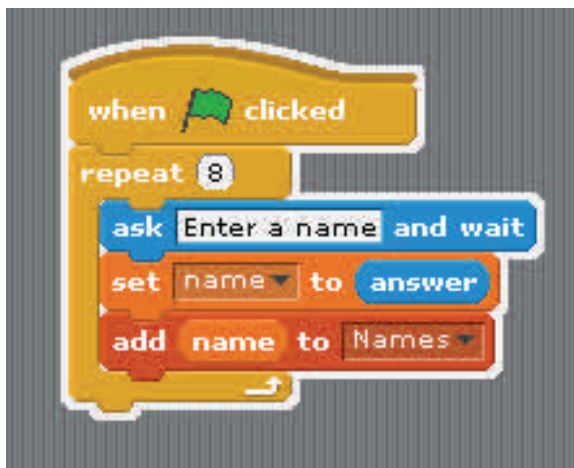 when clicked
repeat 8
ask Enter a name and wait
set name to answer
add name to Names